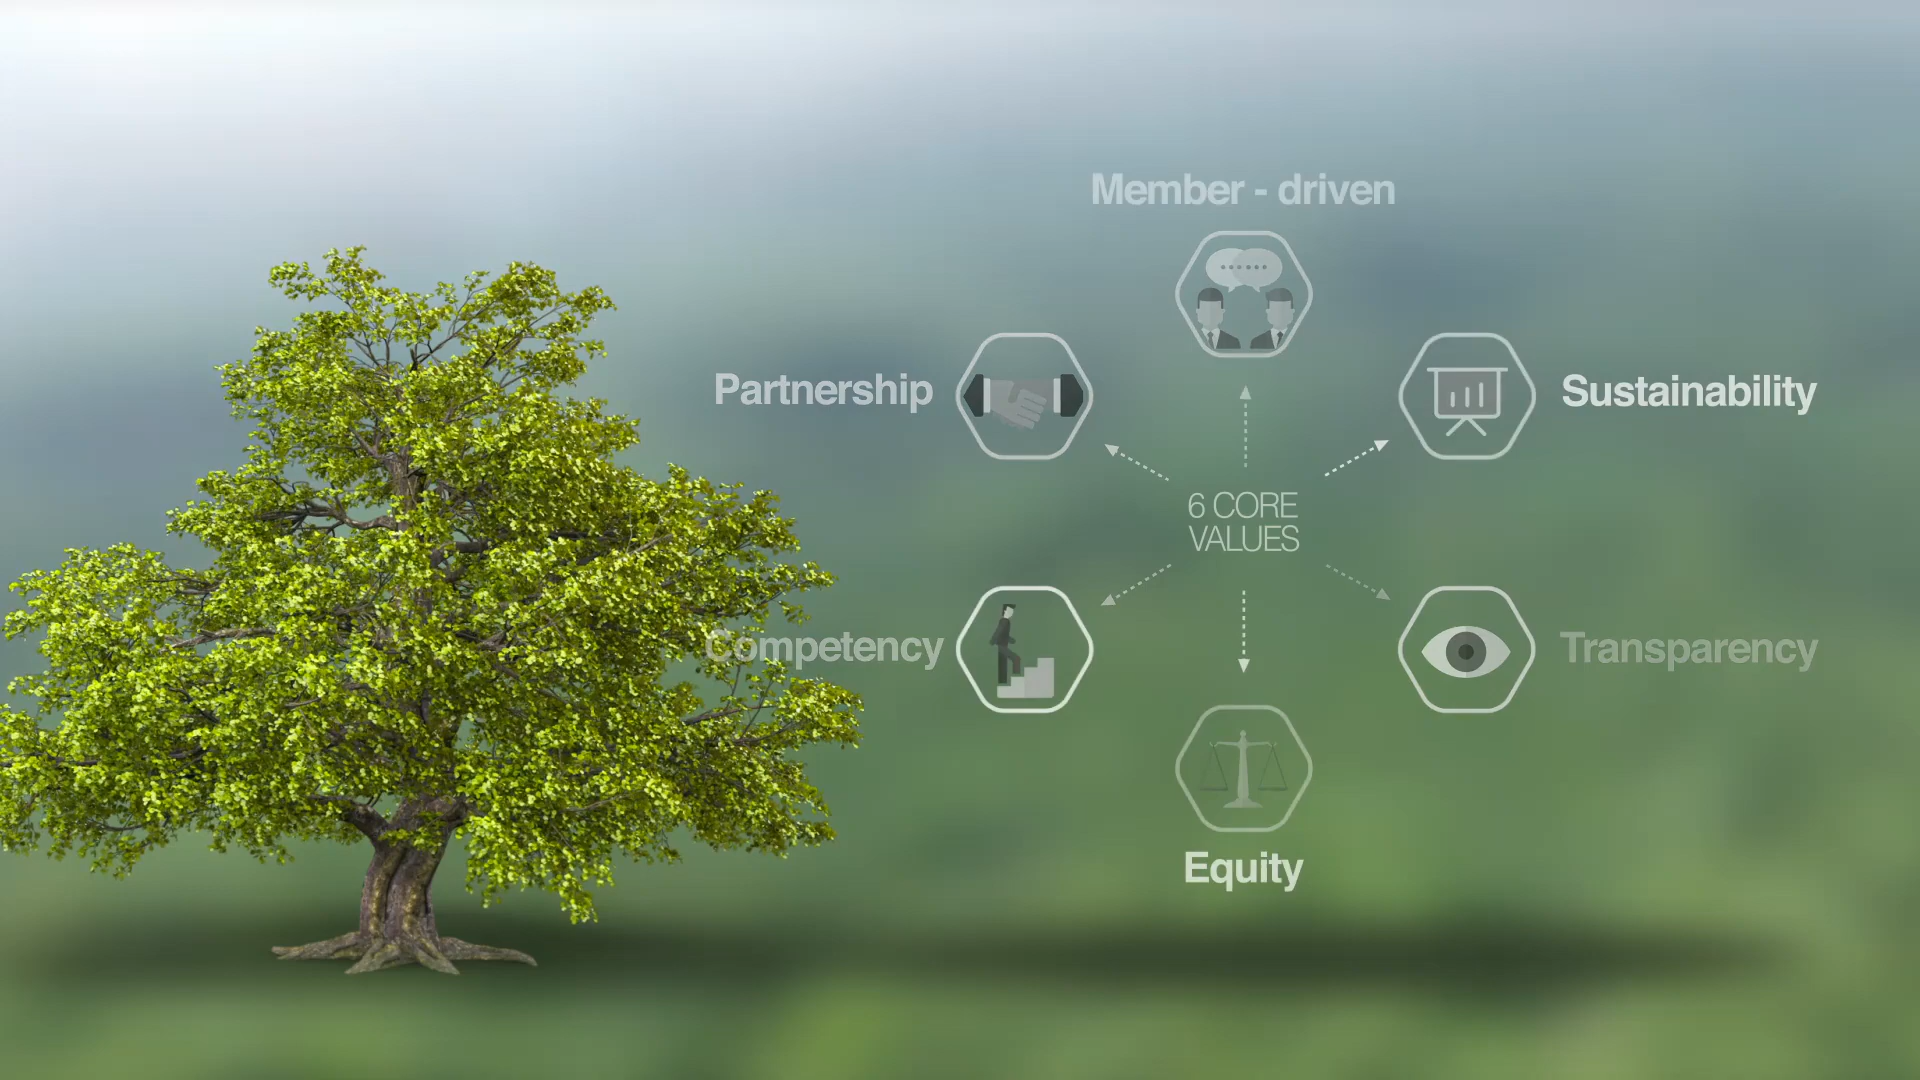 Member - driven
Partnership
Sustainability
6 CORE
VALUES
Competency
Transparency
Equity